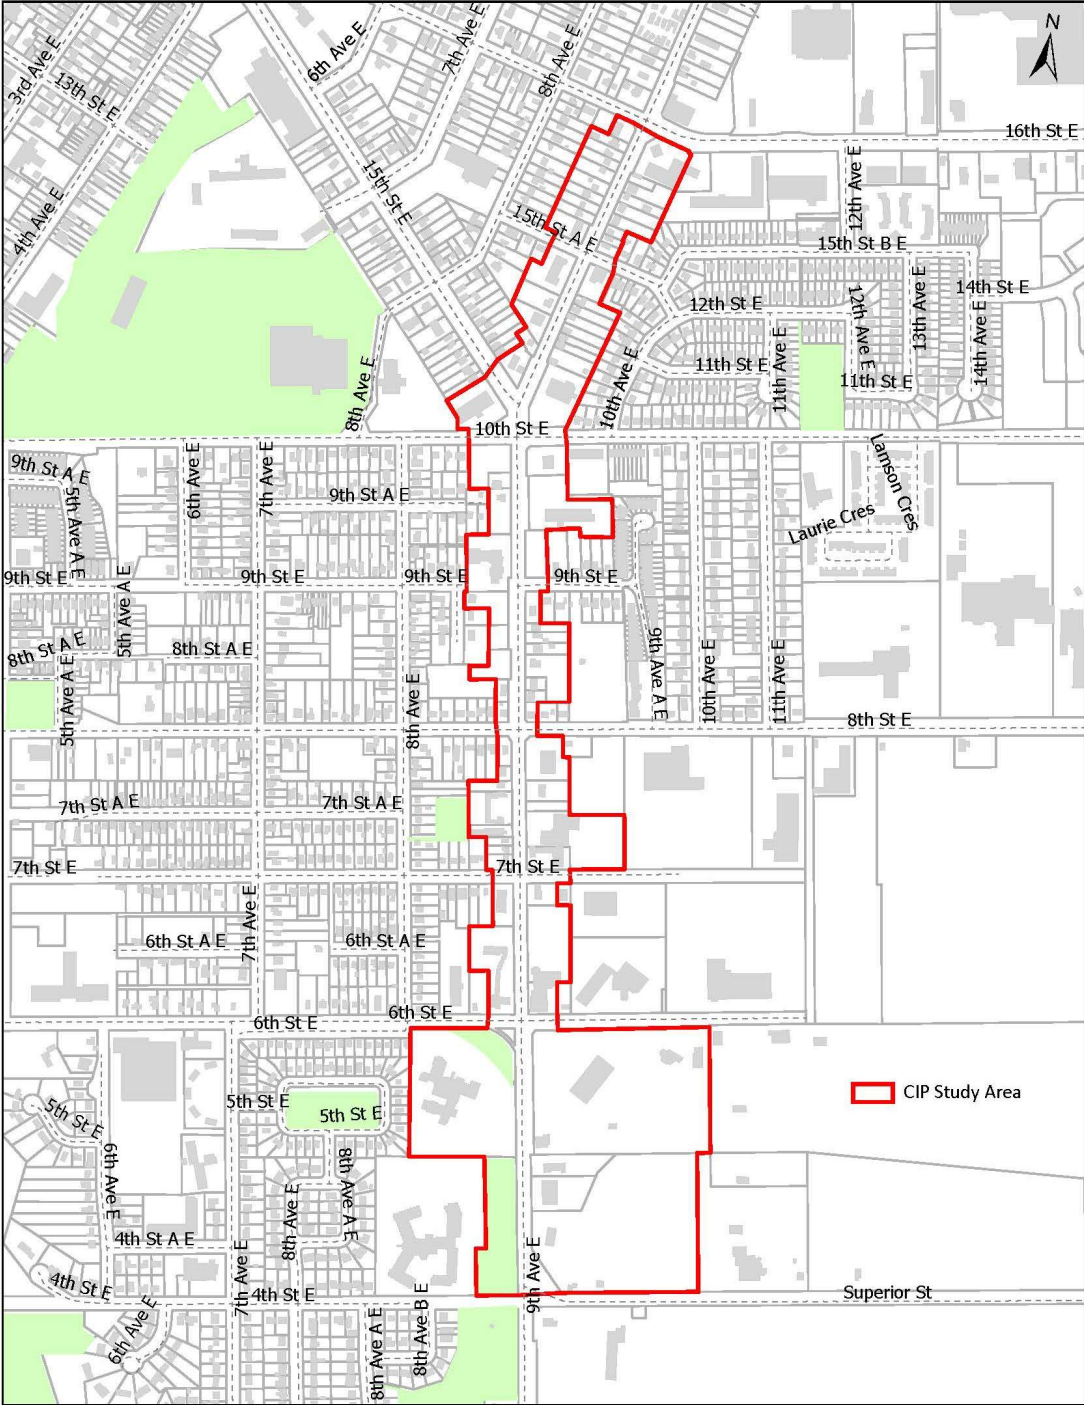 N
3rd Ave E
13th St E
6th Ave E
7th Ave E
8th Ave E
16th St E
4th Ave E
15th St E
15th St A E
12th Ave E
15th St B E
14th St E
12th St E
12th Ave E
13th Ave E
14th Ave E
11th St E
11th St E
11th Ave E
10th Ave E
8th Ave E
10th St E
9th St A E
5th Ave A E
6th Ave E
7th Ave E
9th St A E
Lamson Cres
Laurie Cres
9th St E
9th St E
9th St E
9th St E
5th Ave A E
8th St A E
8th St A E
5th Ave A E
8th Ave E
9th Ave A E
10th Ave E
11th Ave E
8th St E
7th St A E
7th St A E
7th St E
7th St E
7th Ave E
6th St A E
6th St A E
6th St E
6th St E
5th St E
5th St E
5th St E
6th Ave E
8th Ave A E
8th Ave E
CIP Study Area
4th St A E
7th Ave E
4th St E
4th St E
9th Ave E
Superior St
6th Ave E
8th Ave A E
8th Ave B E